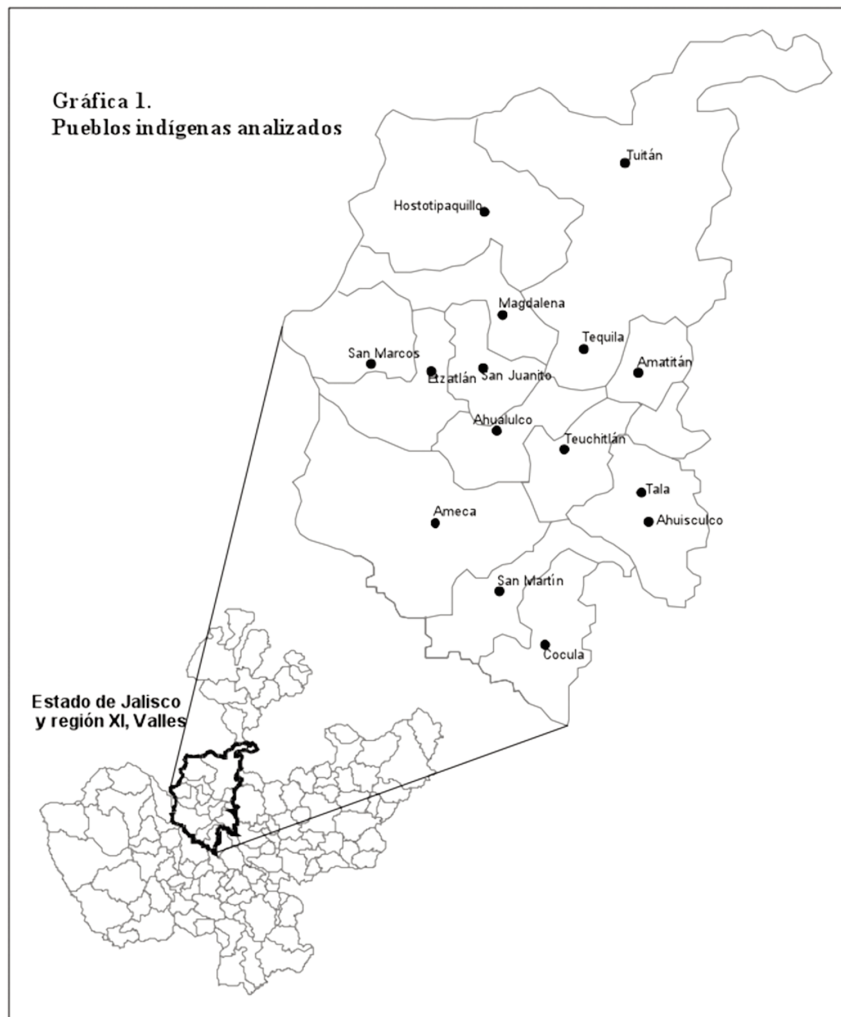 Gráfica 1.
Pueblos indígenas analizados
Tuitán
Hostotipaquillo
Magdalena
Tequila
San Marcos
Etzatlán
San Juanito
Amatitán
Ahualulco
Teuchitlán
Tala
Ameca
Ahuisculco
San Martín
Cocula
Estado de Jalisco
y región XI, Valles